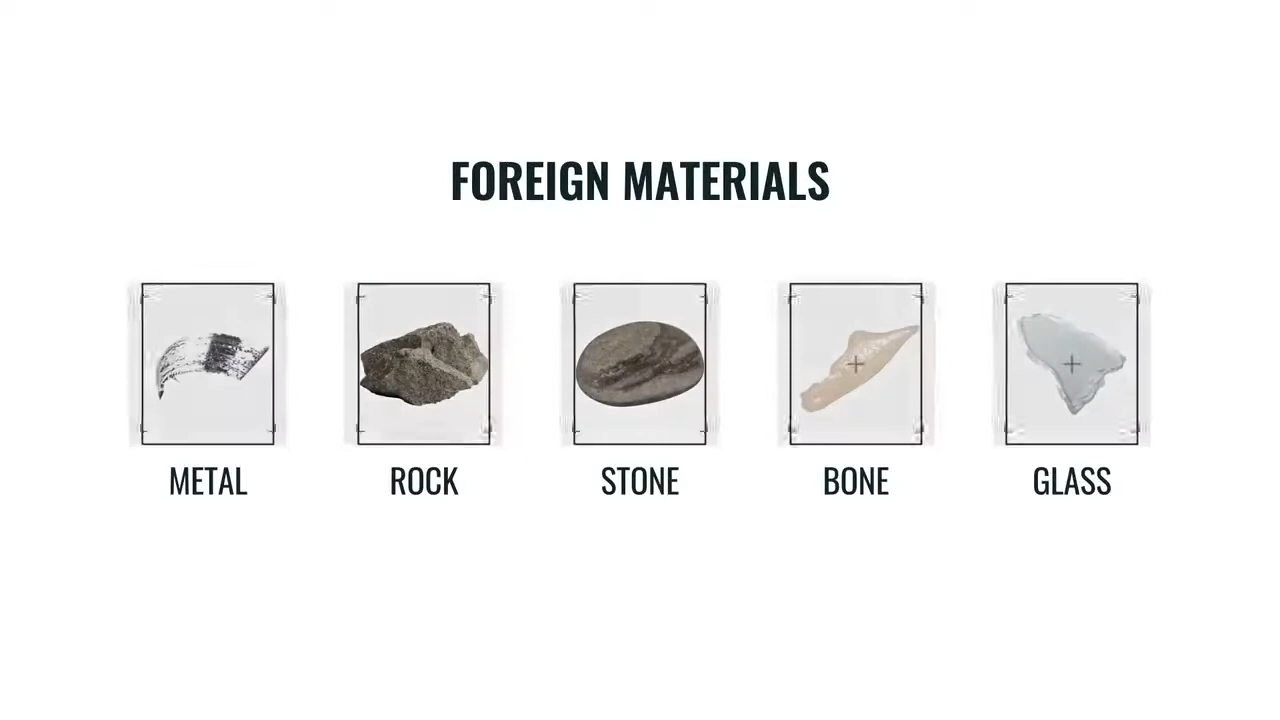 FOREIGN MATERIALS
METAL
ROCK
STONE
BONE
GLASS